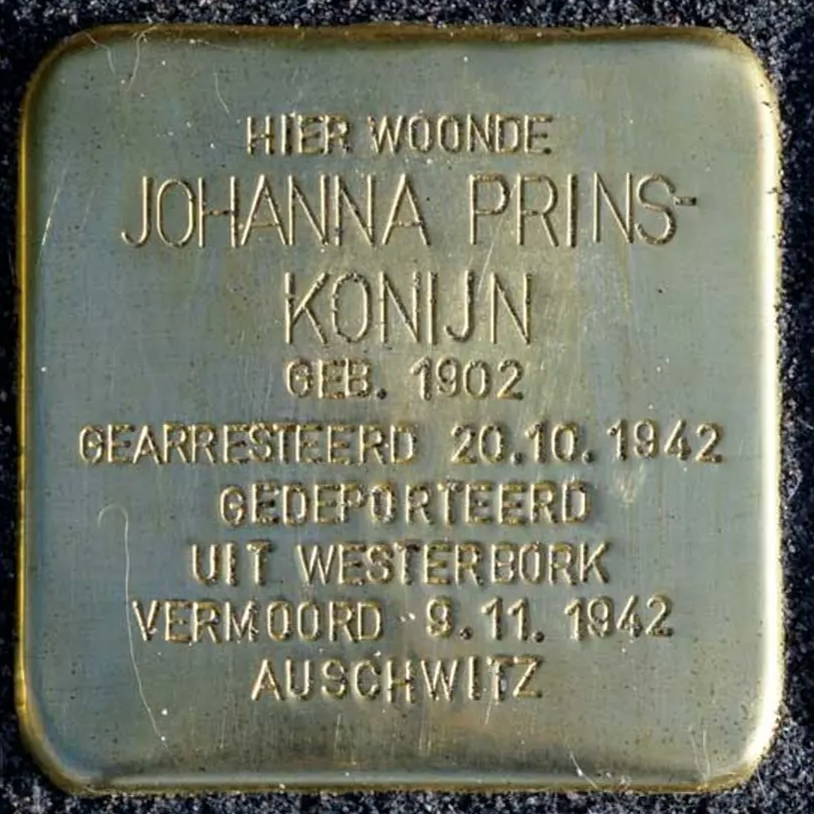 HIER WOONDE
JOHANNA PRINS-
KONIJN
GEB. 1902
GEARRESTEERD 20.10.1942
GEDEPORTEERD
UIT WESTERBORK
VERMOORD 9.11.1942
AUSCHWITZ